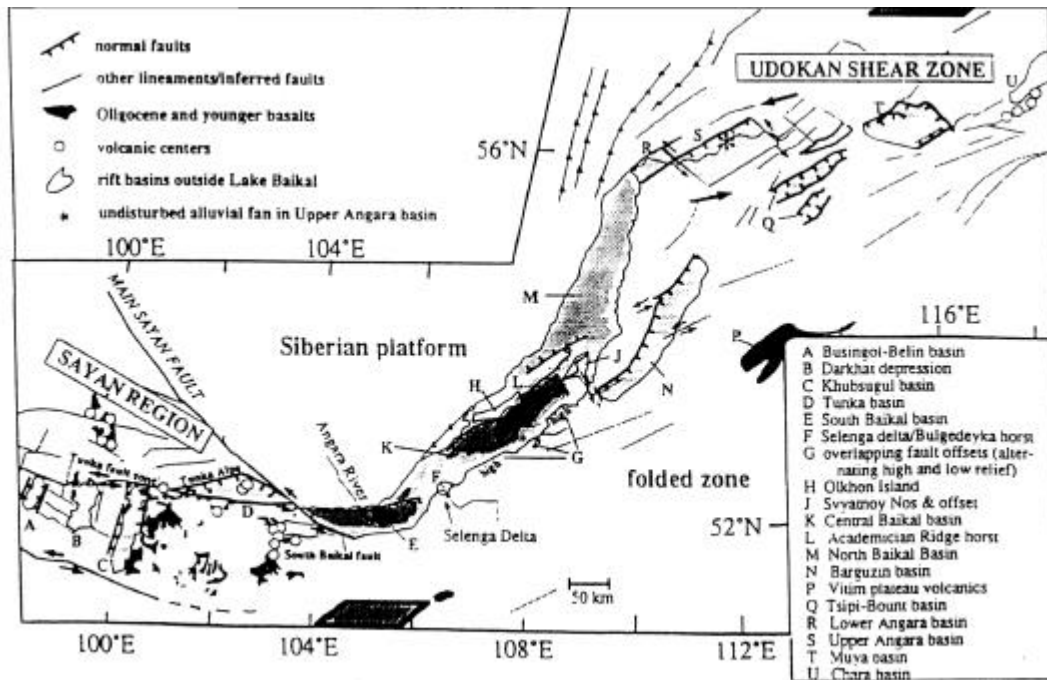 normal faults
other lineaments/inferred faults
Oligocene and younger basalts
volcanic centers
rift basins outside Lake Baikal
undisturbed alluvial fan in Upper Angara basin
100°E
104°E
56°N
UDOKAN SHEAR ZONE
U
T
S
R
Q
116°E
MAIN SAYAN FAULT
Siberian platform
M
SAYAN REGION
P
J
L
H
N
Angara River
K
G
folded zone
Tunka fault zone
Tunka Alps
F
high
52°N
A
B
D
E
Selenga Delta
C
South Baikal fault
50 km
100°E
104°E
108°E
112°E
A Busingol-Belin basin
B Darkhat depression
C Khubsugul basin
D Tunka basin
E South Baikal basin
F Selenga delta/Bulgedeyka horst
G overlapping fault offsets (alter-
nating high and low relief)
H Olkhon Island
J Svyatnoy Nos & offset
K Central Baikal basin
L Academician Ridge horst
M North Baikal Basin
N Barguzin basin
P Vitim plateau volcanics
Q Tsipi-Bount basin
R Lower Angara basin
S Upper Angara basin
T Muya basin
U Chara basin